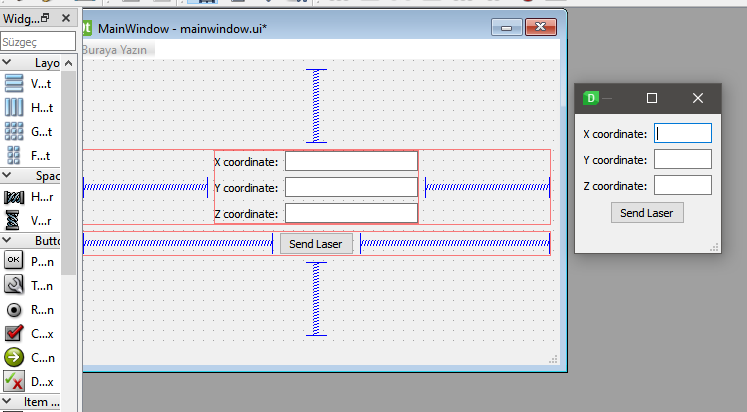 Widg...
Süzgeç
Layo
V...t
H...t
G...t
F...t
Spac
H...r
V...r
Butto
OK P...n
T...n
R...n
C...x
C...n
D...x
Item ...
MainWindow - mainwindow.ui*
Buraya Yazın
X coordinate:
Y coordinate:
Z coordinate:
Send Laser
D
X coordinate:
Y coordinate:
Z coordinate:
Send Laser